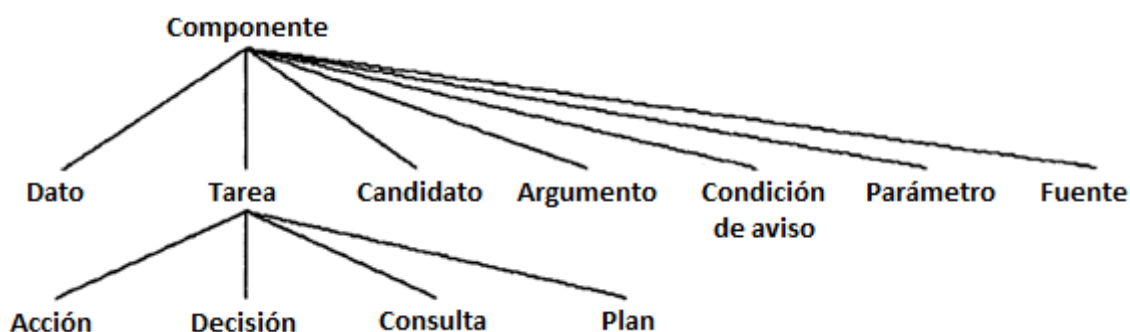 Componente
Dato Tarea Candidato Argumento Condición de aviso Parámetro Fuente
Acción Decisión Consulta Plan